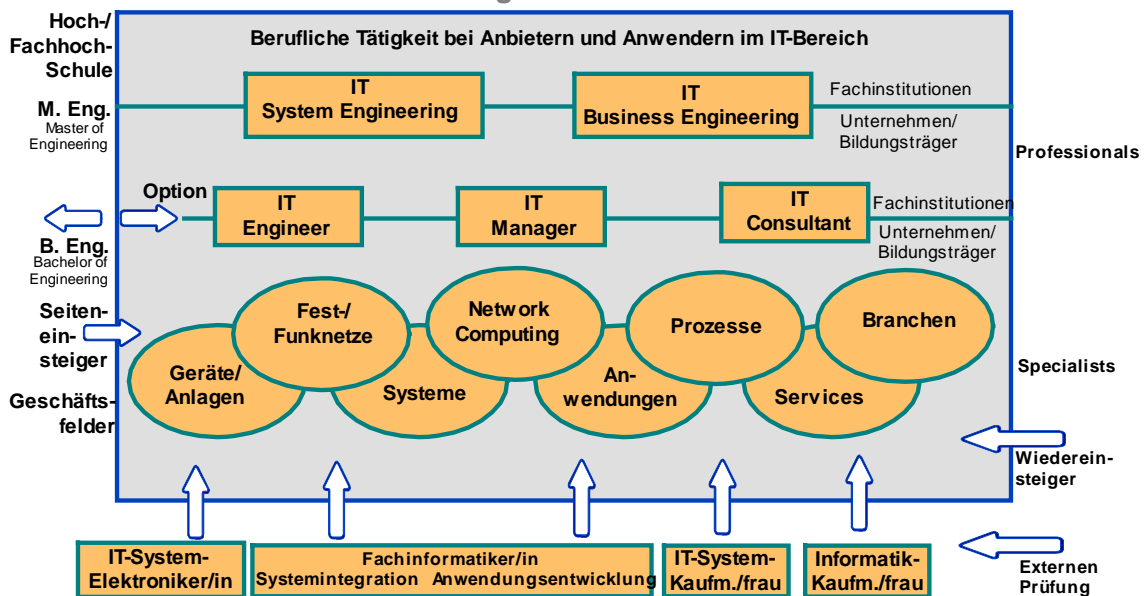 Hoch-/
Fachhoch-
Schule
Berufliche Tätigkeit bei Anbietern und Anwendern im IT-Bereich
M. Eng.
Master of
Engineering
IT
System Engineering
IT
Business Engineering
Fachinstitutionen
Unternehmen/
Bildungsträger
Professionals
Option
IT
Engineer
IT
Manager
IT
Consultant
Fachinstitutionen
Unternehmen/
Bildungsträger
B. Eng.
Bachelor of
Engineering
Seiten-
ein-
steiger
Fest-/
Funknetze
Network
Computing
Prozesse
Branchen
Geräte/
Anlagen
Systeme
An-
wendungen
Services
Specialists
Geschäfts-
felder
Wiederein-
steiger
IT-System-
Elektroniker/in
Fachinformatiker/in
Systemintegration Anwendungsentwicklung
IT-System-
Kaufm./frau
Informatik-
Kaufm./frau
Externen
Prüfung